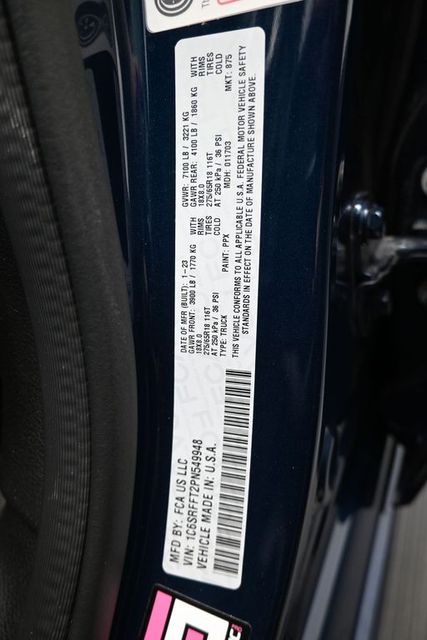 MFD BY: FCA US LLC
VIN: 1C6SRFFT2PN549948
VEHICLE MADE IN: U.S.A.
DATE OF MFR (BUILT): 1-23 GVWR: 7100 LB / 3221 KG
GAWR FRONT: 3900 LB / 1770 KG WITH GAWR REAR: 4100 LB / 1860 KG WITH
18X8.0 RIMS 18X8.0 RIMS
275/65R18 116T TIRES 275/65R18 116T TIRES
AT 250 kPa / 36 PSI COLD AT 250 kPa / 36 PSI COLD
TYPE: TRUCK PAINT: PPX MDH: 011703 MKT: 875
THIS VEHICLE CONFORMS TO ALL APPLICABLE U.S.A. FEDERAL MOTOR VEHICLE SAFETY
STANDARDS IN EFFECT ON THE DATE OF MANUFACTURE SHOWN ABOVE.